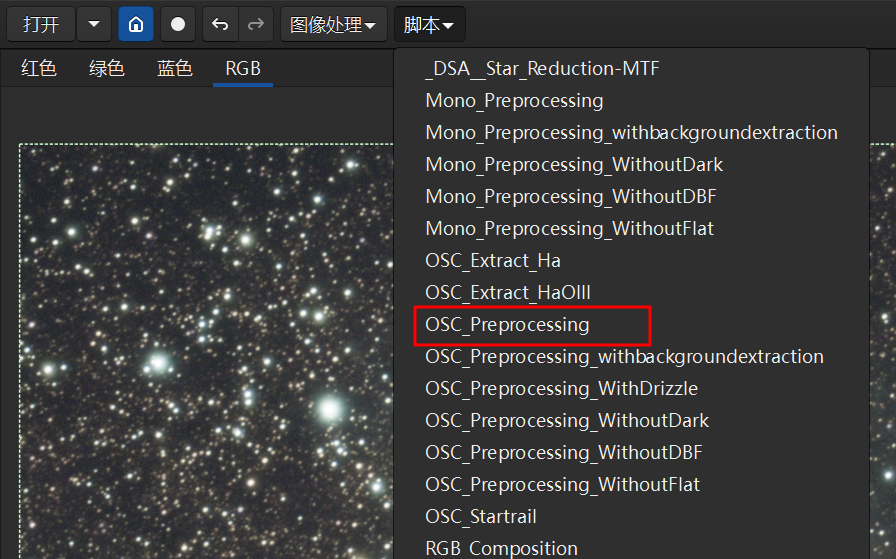 打开 图像处理 脚本
红色 绿色 蓝色 RGB
_DSA__Star_Reduction-MTF
Mono_Preprocessing
Mono_Preprocessing_withbackgroundextraction
Mono_Preprocessing_WithoutDark
Mono_Preprocessing_WithoutDBF
Mono_Preprocessing_WithoutFlat
OSC_Extract_Ha
OSC_Extract_HaOIII
OSC_Preprocessing
OSC_Preprocessing_withbackgroundextraction
OSC_Preprocessing_WithDrizzle
OSC_Preprocessing_WithoutDark
OSC_Preprocessing_WithoutDBF
OSC_Preprocessing_WithoutFlat
OSC_Startrail
RGB_Composition